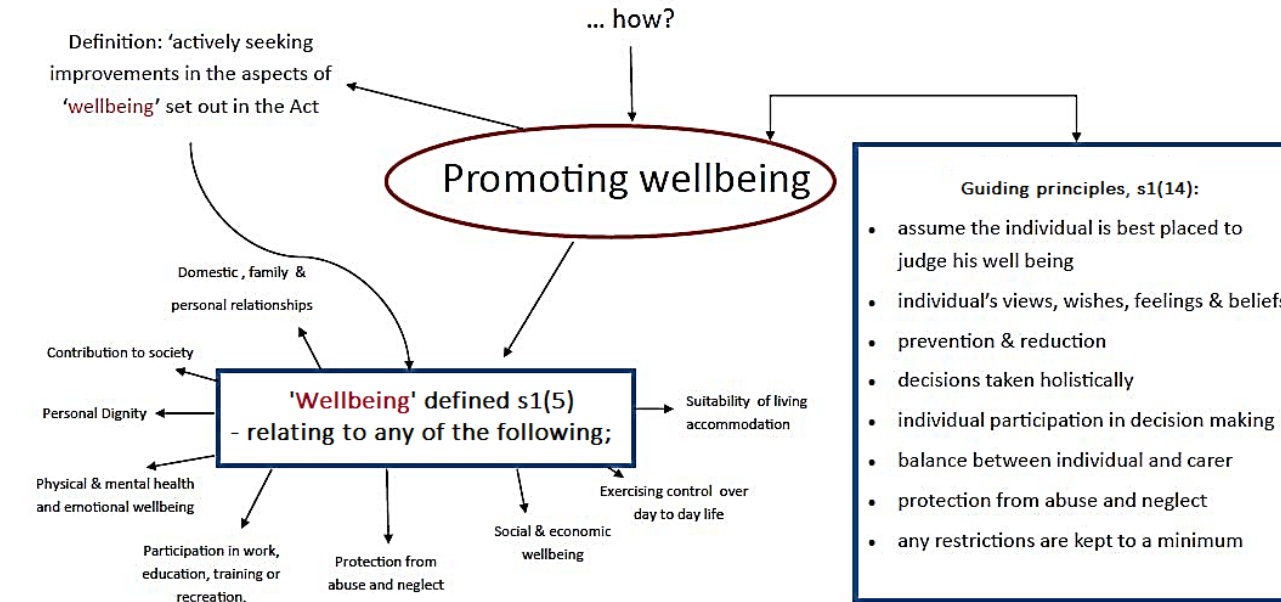 ... how?
Definition: 'actively seeking
improvements in the aspects of
'wellbeing' set out in the Act
Promoting wellbeing
Guiding principles, s1(14):
• assume the individual is best placed to
judge his well being
• individual's views, wishes, feelings & beliefs
• prevention & reduction
• decisions taken holistically
• individual participation in decision making
• balance between individual and carer
• protection from abuse and neglect
• any restrictions are kept to a minimum
Domestic , family &
personal relationships
Contribution to society
Personal Dignity
Physical & mental health
and emotional wellbeing
'Wellbeing' defined s1(5)
- relating to any of the following;
Suitability of living
accommodation
Exercising control over
day to day life
Social & economic
wellbeing
Protection from
abuse and neglect
Participation in work,
education, training or
recreation.